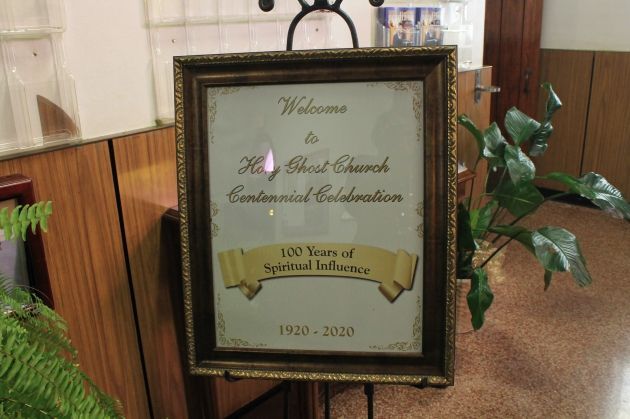 Welcome
to
Holy Ghost Church
Centennial Celebration
100 Years of
Spiritual Influence
1920 - 2020